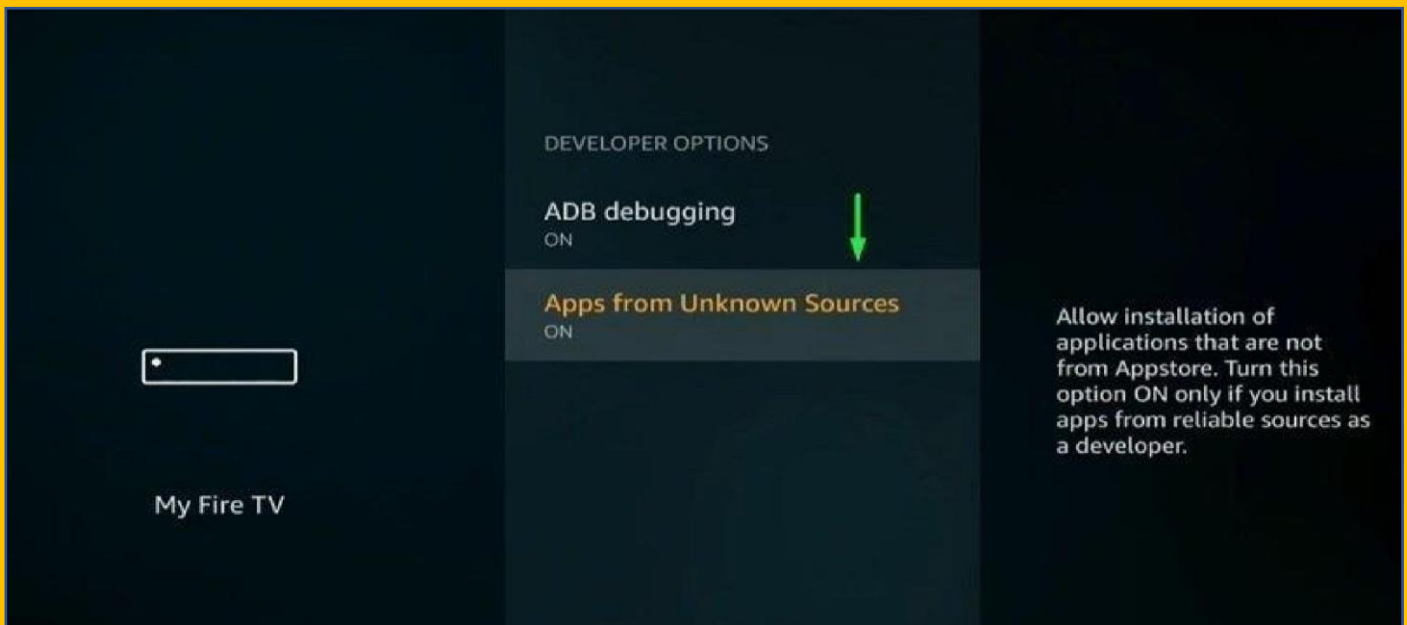 My Fire TV
DEVELOPER OPTIONS
ADB debugging
ON
Apps from Unknown Sources
ON
Allow installation of
applications that are not
from Appstore. Turn this
option ON only if you install
apps from reliable sources as
a developer.